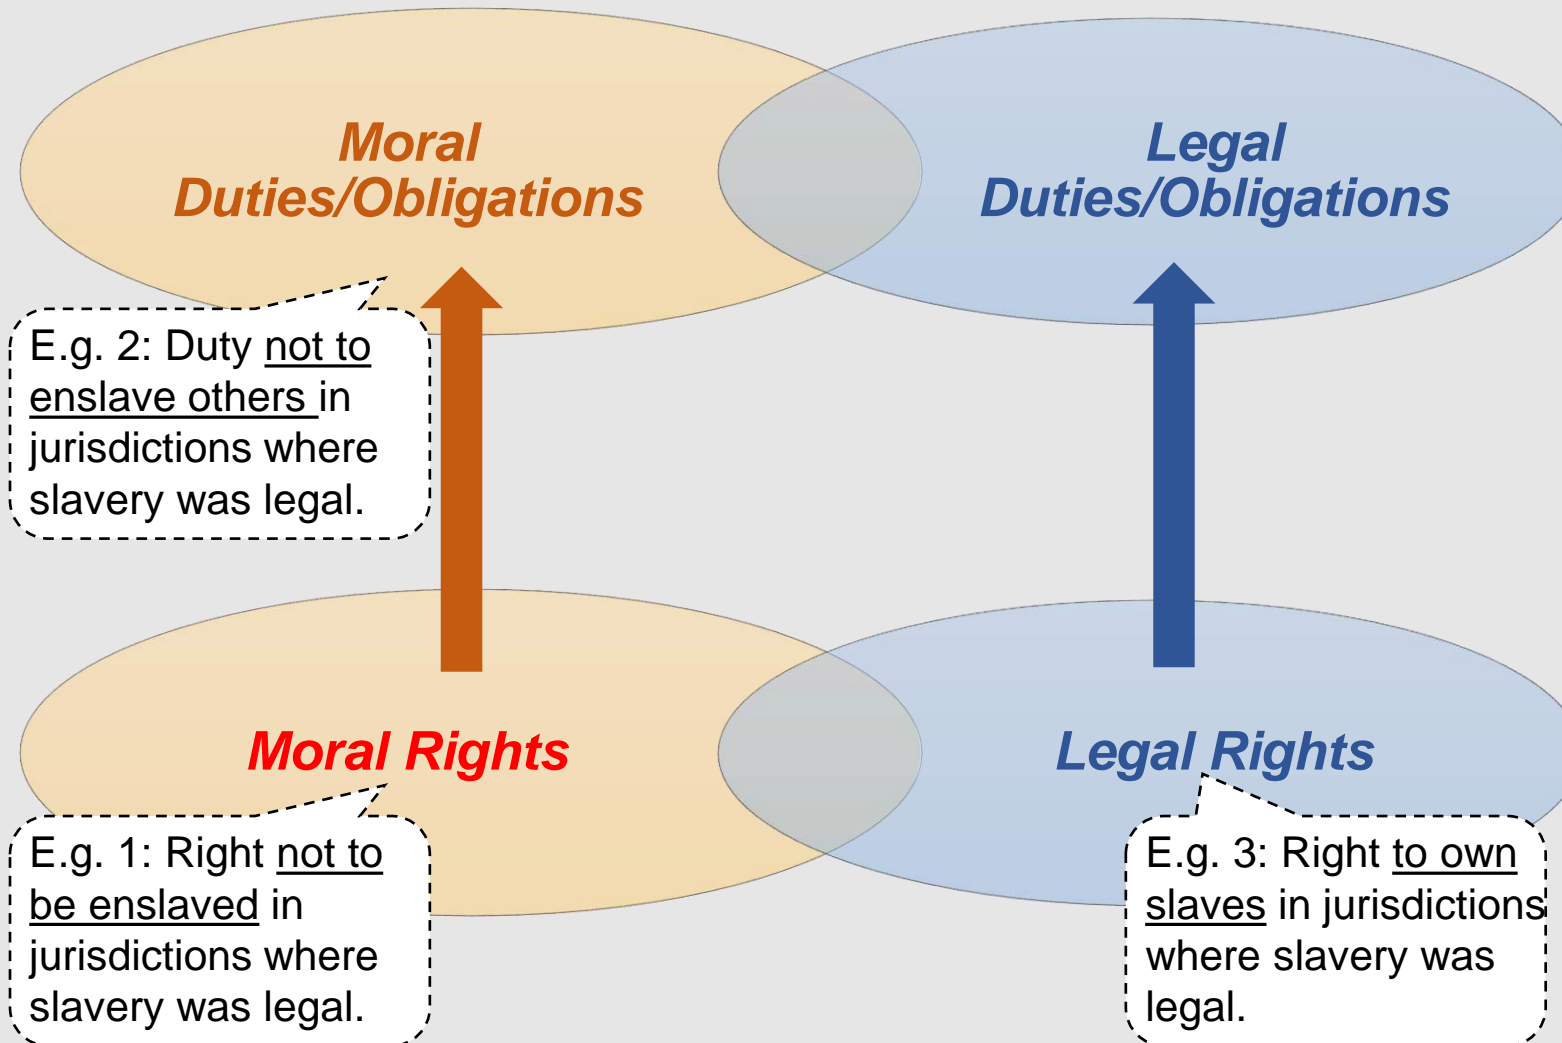 Moral
Duties/Obligations
Legal
Duties/Obligations
E.g. 2: Duty not to
enslave others in
jurisdictions where
slavery was legal.
Moral Rights
Legal Rights
E.g. 1: Right not to
be enslaved in
jurisdictions where
slavery was legal.
E.g. 3: Right to own
slaves in jurisdictions
where slavery was
legal.